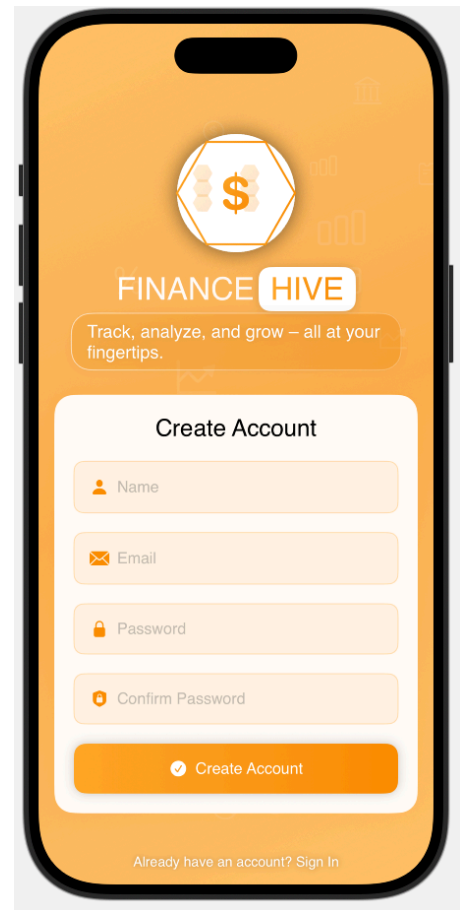 $
FINANCE HIVE
Track, analyze, and grow – all at your
fingertips.
Create Account
Name
Email
Password
Confirm Password
Create Account
Already have an account? Sign In